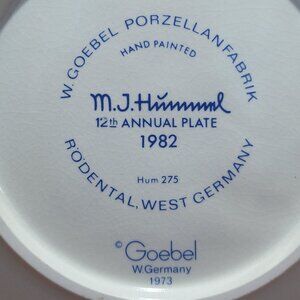 W. GOEBEL PORZELLANFABRIK
HAND PAINTED
M.J.Hummel
12th ANNUAL PLATE
1982
Hum 275
RODENTAL, WEST GERMANY
© Goebel
W.Germany
1973